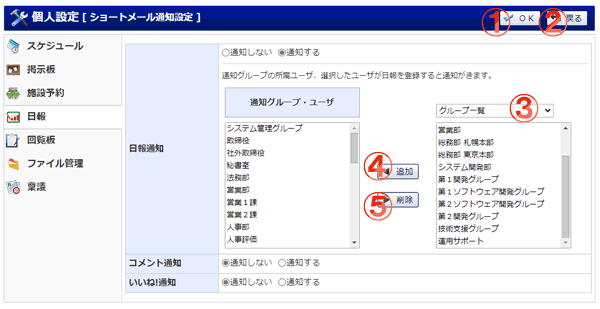 個人設定 [ ショートメール通知設定 ]
① OK ② 戻る
スケジュール
掲示板
施設予約
日報
回覧板
ファイル管理
稟議
日報通知
通知しない 通知する
通知グループの所属ユーザ、選択したユーザが日報を登録すると通知がきます。
通知グループ・ユーザ
システム管理グループ
取締役
社外取締役
秘書室
法務部
営業部
営業１課
営業２課
人事部
人事評価
④ 追加
⑤ 削除
グループ一覧 ③
営業部
総務部 札幌本部
総務部 東京本部
システム開発部
第１開発グループ
第１ソフトウェア開発グループ
第２ソフトウェア開発グループ
第２開発グループ
技術支援グループ
運用サポート
コメント通知 通知しない 通知する
いいね!通知 通知しない 通知する